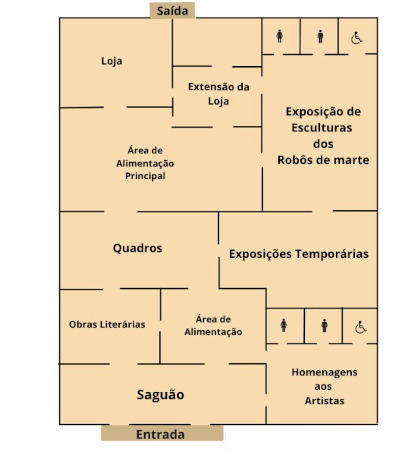 Saída
Loja
Extensão da
Loja
Exposição de
Esculturas
dos
Robôs de marte
Área de
Alimentação
Principal
Quadros
Exposições Temporárias
Obras Literárias
Área de
Alimentação
Homenagens
aos
Artistas
Saguão
Entrada